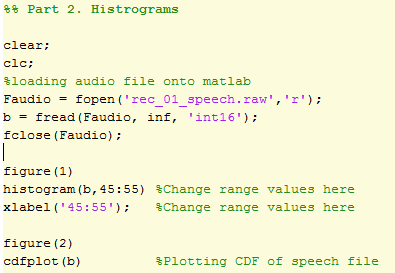 %% Part 2. Histrograms
clear;
clc;
%loading audio file onto matlab
Faudio = fopen('rec_01_speech.raw','r');
b = fread(Faudio, inf, 'int16');
fclose(Faudio);
figure(1)
histogram(b,45:55) %Change range values here
xlabel('45:55');   %Change range values here
figure(2)
cdfplot(b)         %Plotting CDF of speech file